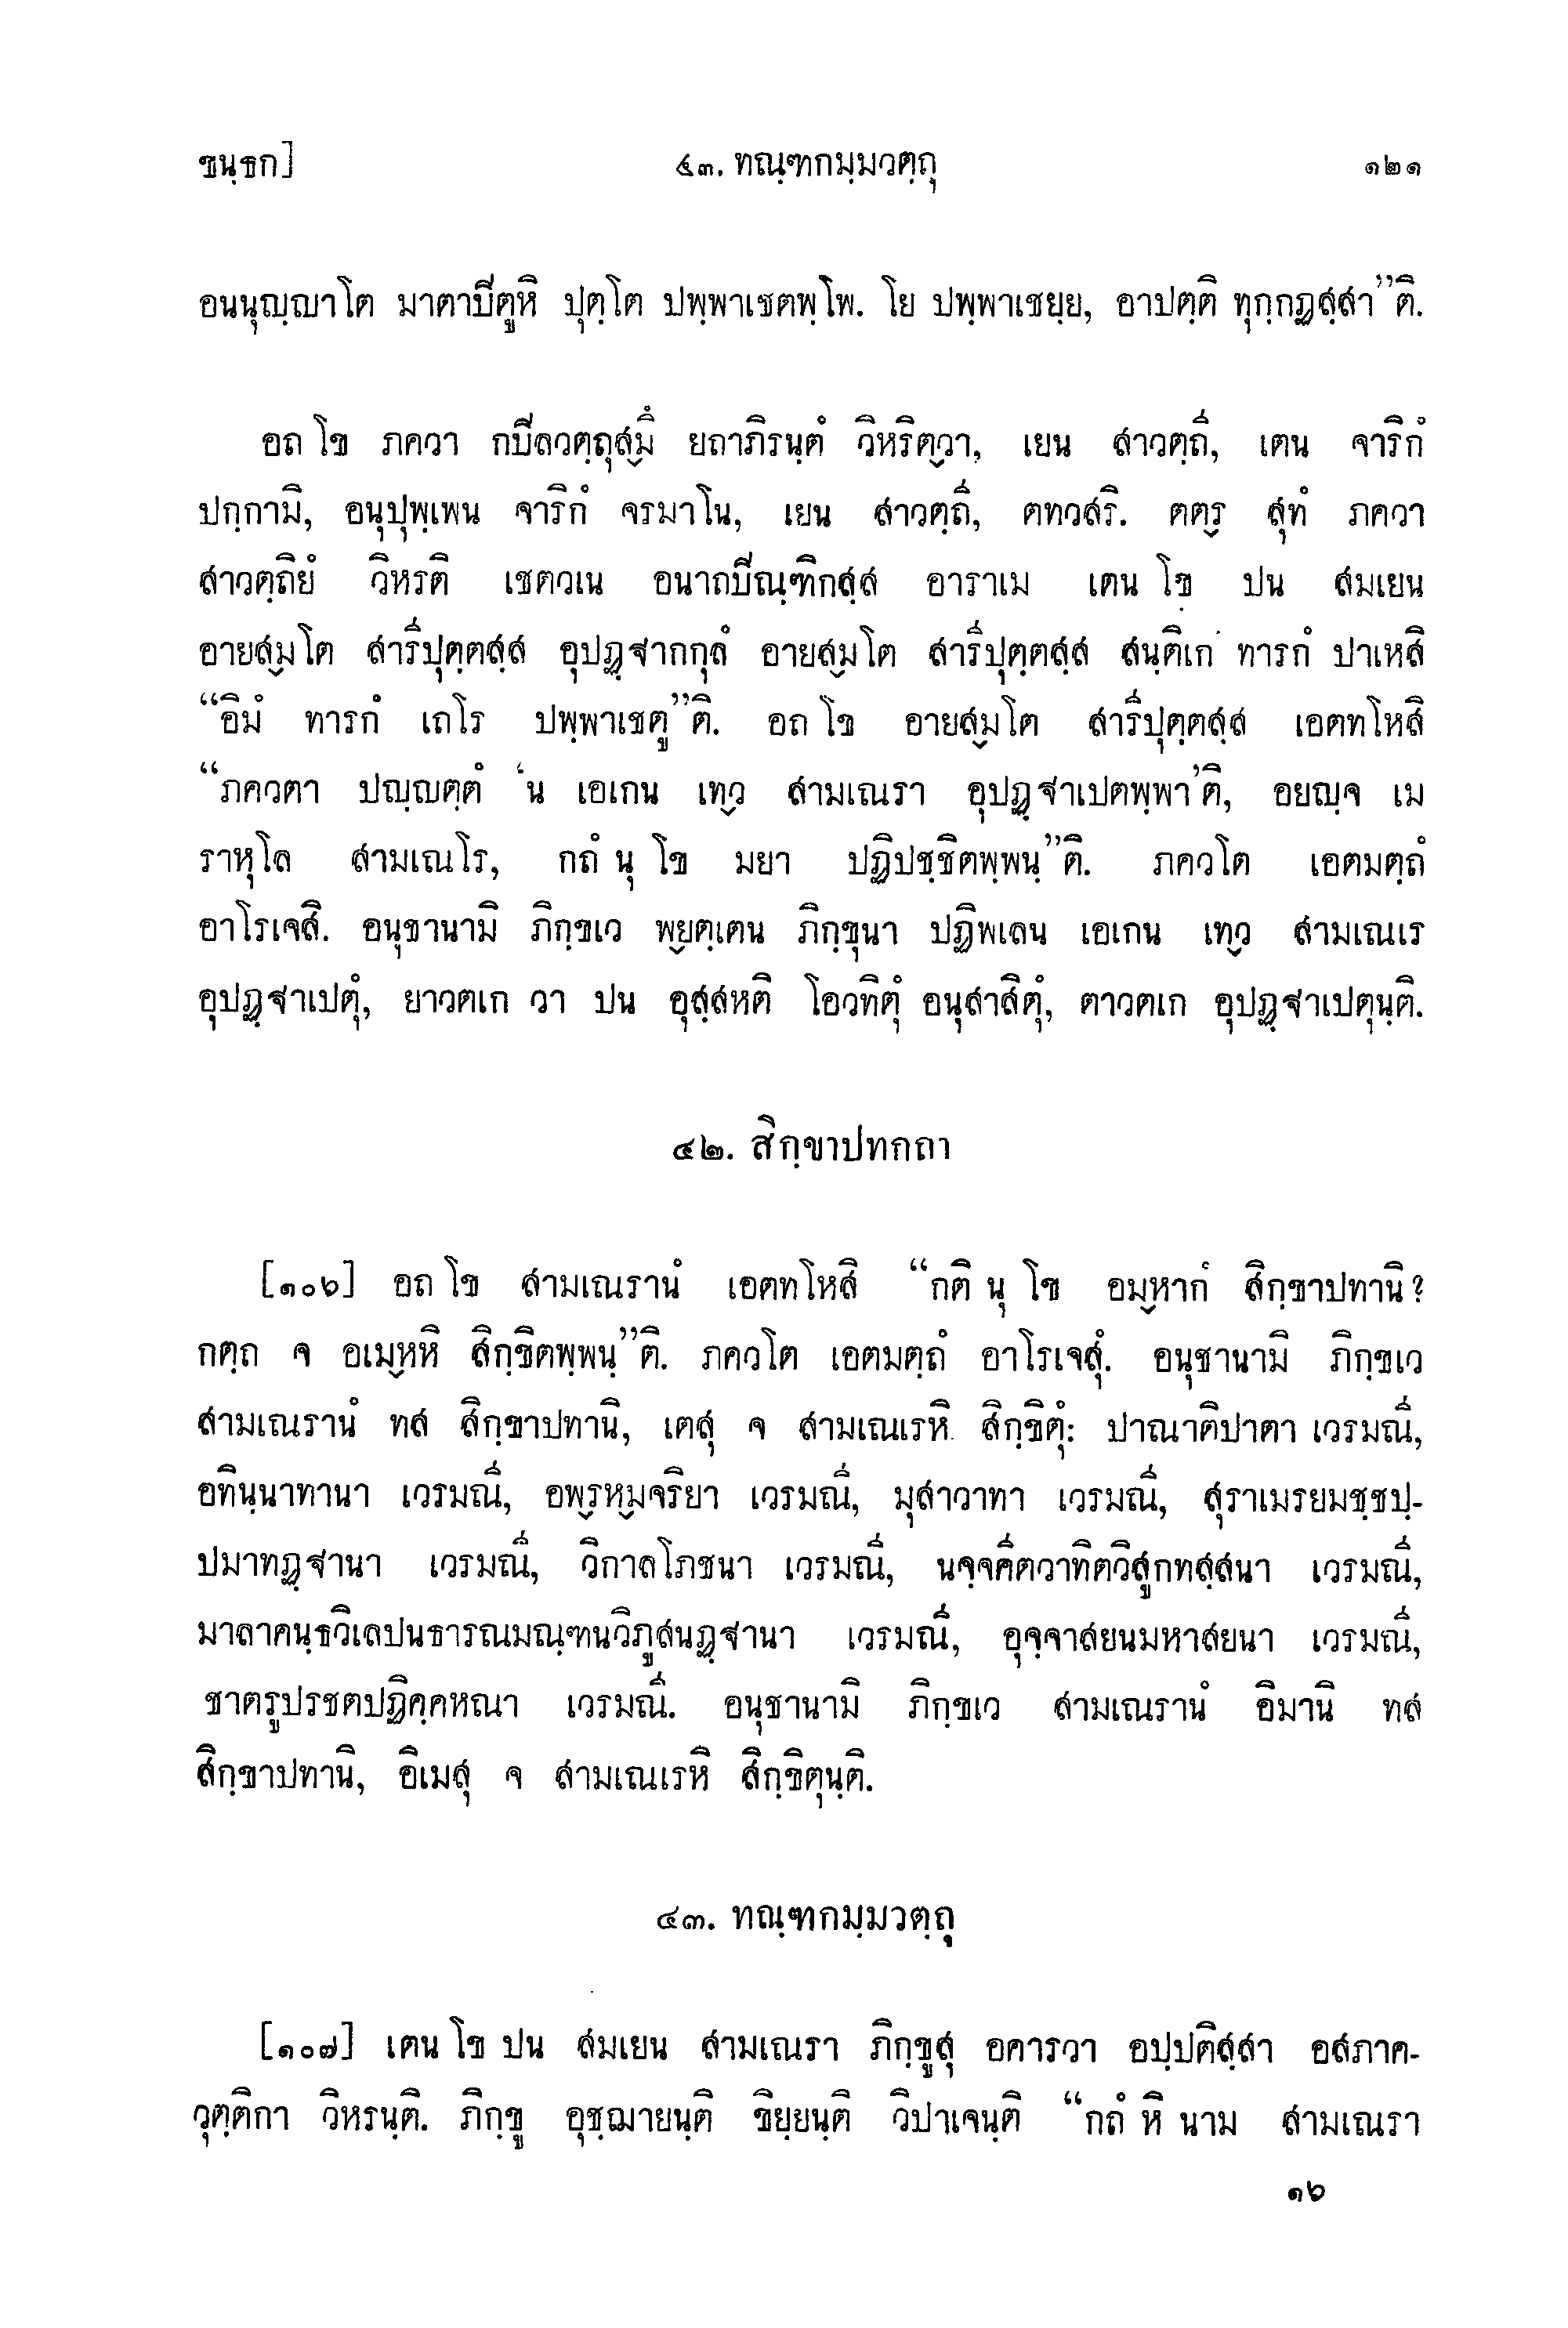 ขนฺธก] ๔๓. ทณฺฑกมฺมวตฺถุ ๑๒๑
อนนุญฺญาโต มาตาปีตูหิ ปุตฺโต ปพฺพาเชตพฺโพ. โย ปพฺพาเชยฺย, อาปตฺติ ทุกฺกฏสฺสา”ติ.
อถ โข ภควา กปีลวตฺถุสฺมึ ยถาภิรนฺตํ วิหริตฺวา, เยน สาวตฺถิ่, เตน จาริกํ
ปกฺกามิ, อนุปุพฺเพน จาริกํ จรมาโน, เยน สาวตฺถิ่, ตทวสริ. ตตฺร สุทํ ภควา
สาวตฺถิยํ วิหรติ เชตวเน อนาถปีณฺฑิกสฺส อาราเม เตน โข ปน สมเยน
อายสฺมโต สาริ่ปุตฺตสฺส อุปฏฺฐากกุลํ อายสฺมโต สาริ่ปุตฺตสฺส สนฺติเก ทารกํ ปาเหสิ
“อิมํ ทารกํ เถโร ปพฺพาเชตู”ติ. อถ โข อายสฺมโต สาริ่ปุตฺตสฺส เอตทโหสิ
“ภควตา ปญฺญตฺตํ ‘น เอเกน เทฺว สามเณรา อุปฏฺฐาเปตพฺพา’ติ, อยญฺจ เม
ราหุโล สามเณโร, กถํ นุ โข มยา ปฏิปชฺชิตพฺพนฺ”ติ. ภควโต เอตมตฺถํ
อาโรเจสิ. อนุชานามิ ภิกฺขเว พฺยตฺเตน ภิกฺขุนา ปฏิพเลน เอเกน เทฺว สามเณเร
อุปฏฺฐาเปตุํ, ยาวตเก วา ปน อุสฺสหติ โอวทิตุํ อนุสาสิตุํ, ตาวตเก อุปฏฺฐาเปตุนฺติ.
๔๒. สิกฺขาปทกถา
[๑๐๖] อถ โข สามเณรานํ เอตทโหสิ “กติ นุ โข อมฺหากํ สิกฺขาปทานิ?
กตฺถ จ อเมฺหหิ สิกฺขิตพฺพนฺ”ติ. ภควโต เอตมตฺถํ อาโรเจสุํ. อนุชานามิ ภิกฺขเว
สามเณรานํ ทส สิกฺขาปทานิ, เตสุ จ สามเณเรหิ สิกฺขิตุํ: ปาณาติปาตา เวรมณิ่,
อทินฺนาทานา เวรมณิ่, อพฺรหฺมจริยา เวรมณิ่, มุสาวาทา เวรมณิ่, สุราเมรยมชฺชปฺ-
ปมาทฏฺฐานา เวรมณิ่, วิกาลโภชนา เวรมณิ่, นจฺจคี่ตวาทิตวิสูกทสฺสนา เวรมณิ่,
มาลาคนฺธวิเลปนธารณมณฺฑนวิภูสนฏฺฐานา เวรมณิ่, อุจฺจาสยนมหาสยนา เวรมณิ่,
ชาตรูปรชตปฏิคฺคหณา เวรมณิ่. อนุชานามิ ภิกฺขเว สามเณรานํ อิมานิ ทส
สิกฺขาปทานิ, อิเมสุ จ สามเณเรหิ สิกฺขิตุนฺติ.
๔๓. ทณฺฑกมฺมวตฺถุ
[๑๐๗] เตน โข ปน สมเยน สามเณรา ภิกฺขูสุ อคารวา อปฺปติสฺสา อสภาค-
วุตฺติกา วิหรนฺติ. ภิกฺขู อุชฺฌายนฺติ ขิยฺยนฺติ วิปาเจนฺติ “กถํ หิ นาม สามเณรา
๑๖